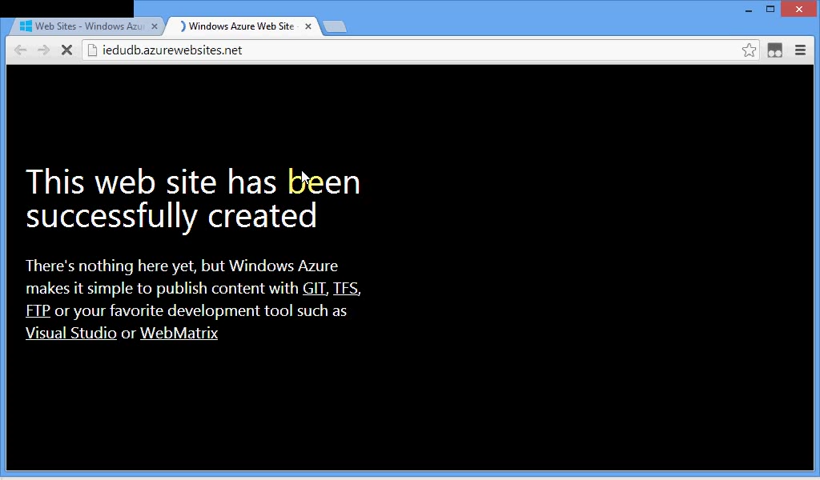 Web Sites - Windows Azur
Windows Azure Web Site
iedudb.azurewebsites.net
This web site has been
successfully created
There's nothing here yet, but Windows Azure
makes it simple to publish content with GIT, TFS,
FTP or your favorite development tool such as
Visual Studio or WebMatrix